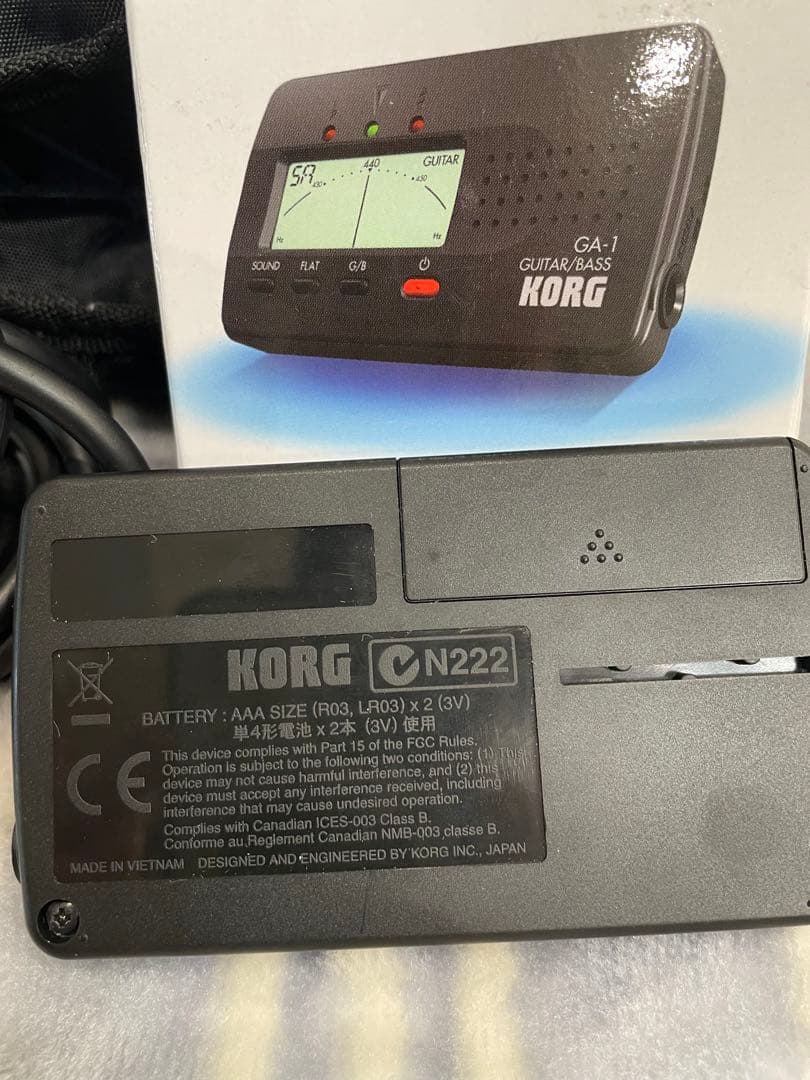 5A
430
440
450
GUITAR
Hz
Hz
SOUND
FLAT
G/B
GA-1
GUITAR/BASS
KORG
KORG
N222
BATTERY : AAA SIZE (R03, LR03) x 2 (3V)
単4形電池 x 2本 (3V) 使用
CE
This device complies with Part 15 of the FCC Rules.
Operation is subject to the following two conditions: (1) This
device may not cause harmful interference, and (2) this
device must accept any interference received, including
interference that may cause undesired operation.
Complies with Canadian ICES-003 Class B.
Conforme au Reglement Canadian NMB-003 classe B.
MADE IN VIETNAM DESIGNED AND ENGINEERED BY KORG INC., JAPAN